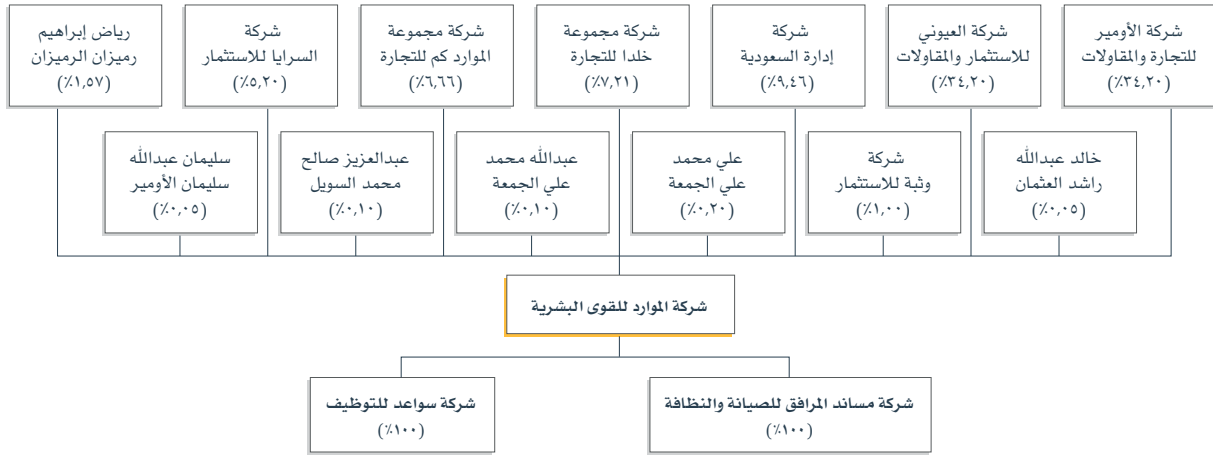 شركة الأومير
للتجارة والمقاولات
(٣٤,٢٠٪)
شركة العيوني
للاستثمار والمقاولات
(٣٤,٢٠٪)
شركة
إدارة السعودية
(٩,٤٦٪)
شركة مجموعة
خلدا للتجارة
(٧,٢١٪)
شركة مجموعة
الموارد كم للتجارة
(٦,٦٦٪)
شركة
السرايا للاستثمار
(٥,٢٠٪)
رياض إبراهيم
رميزان الرميزان
(١,٥٧٪)
خالد عبدالله
راشد العثمان
(٠,٠٥٪)
شركة
وثبة للاستثمار
(١,٠٠٪)
علي محمد
علي الجمعة
(٠,٢٠٪)
عبدالله محمد
علي الجمعة
(٠,١٠٪)
عبدالعزيز صالح
محمد السويل
(٠,١٠٪)
سليمان عبدالله
سليمان الأومير
(٠,٠٥٪)
شركة الموارد للقوى البشرية
شركة مساند المرافق للصيانة والنظافة
(١٠٠٪)
شركة سواعد للتوظيف
(١٠٠٪)